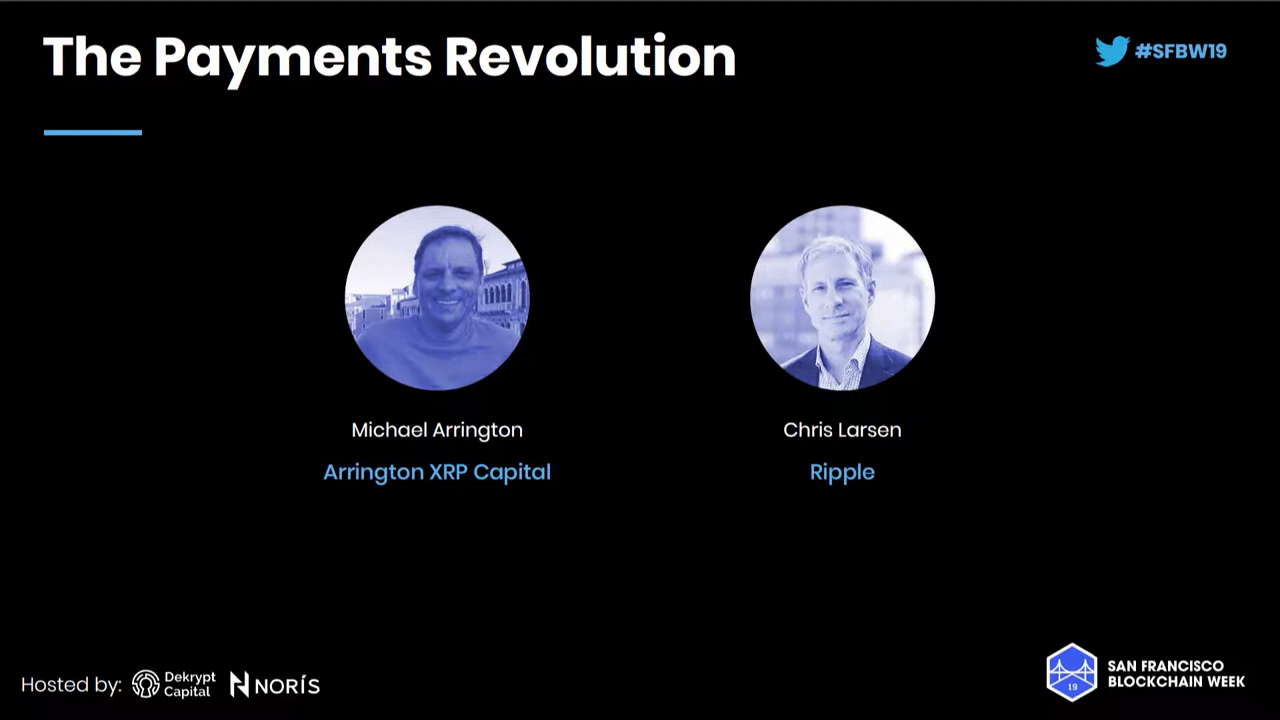 The Payments Revolution
#SFBW19
Michael Arrington
Chris Larsen
Arrington XRP Capital
Ripple
Hosted by: Dekrypt Capital NORÍS
19
SAN FRANCISCO
BLOCKCHAIN WEEK